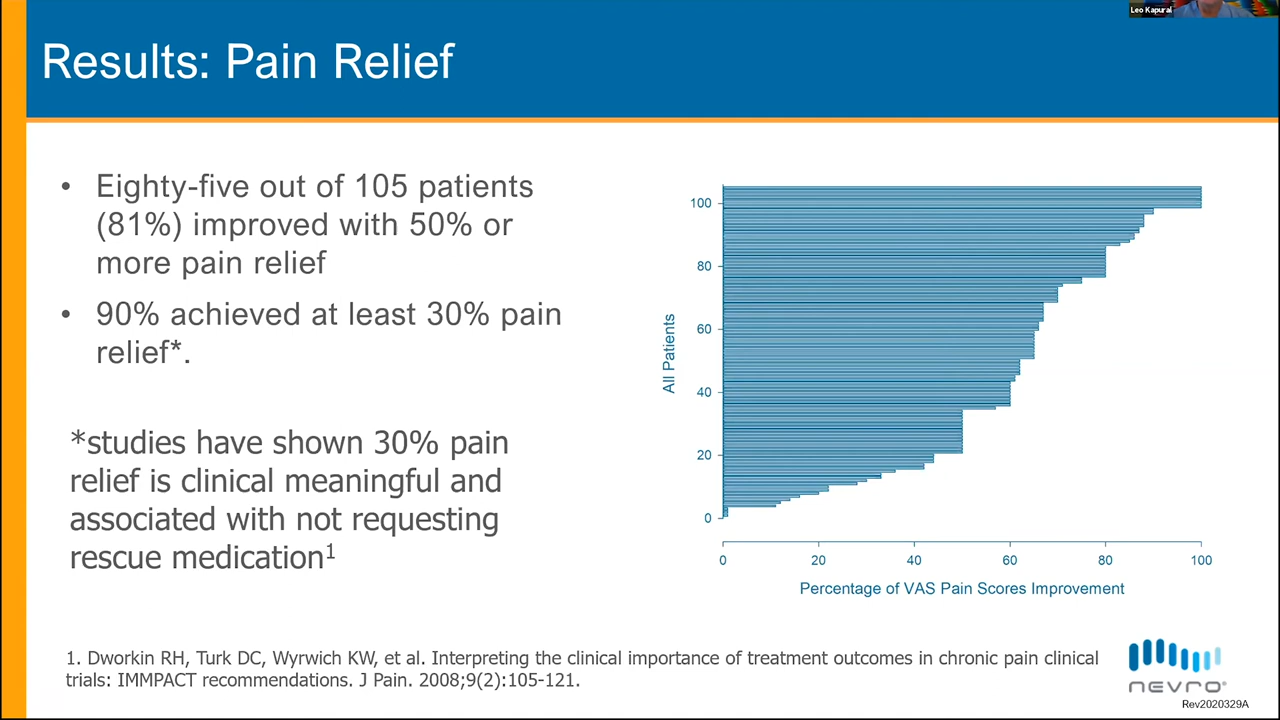 Leo Kapural
Results: Pain Relief
• Eighty-five out of 105 patients
(81%) improved with 50% or
more pain relief
• 90% achieved at least 30% pain
relief*.
*studies have shown 30% pain
relief is clinical meaningful and
associated with not requesting
rescue medication1
All Patients
100
80
60
40
20
0
0 20 40 60 80 100
Percentage of VAS Pain Scores Improvement
1. Dworkin RH, Turk DC, Wyrwich KW, et al. Interpreting the clinical importance of treatment outcomes in chronic pain clinical
trials: IMMPACT recommendations. J Pain. 2008;9(2):105-121.
nevro®
Rev2020329A